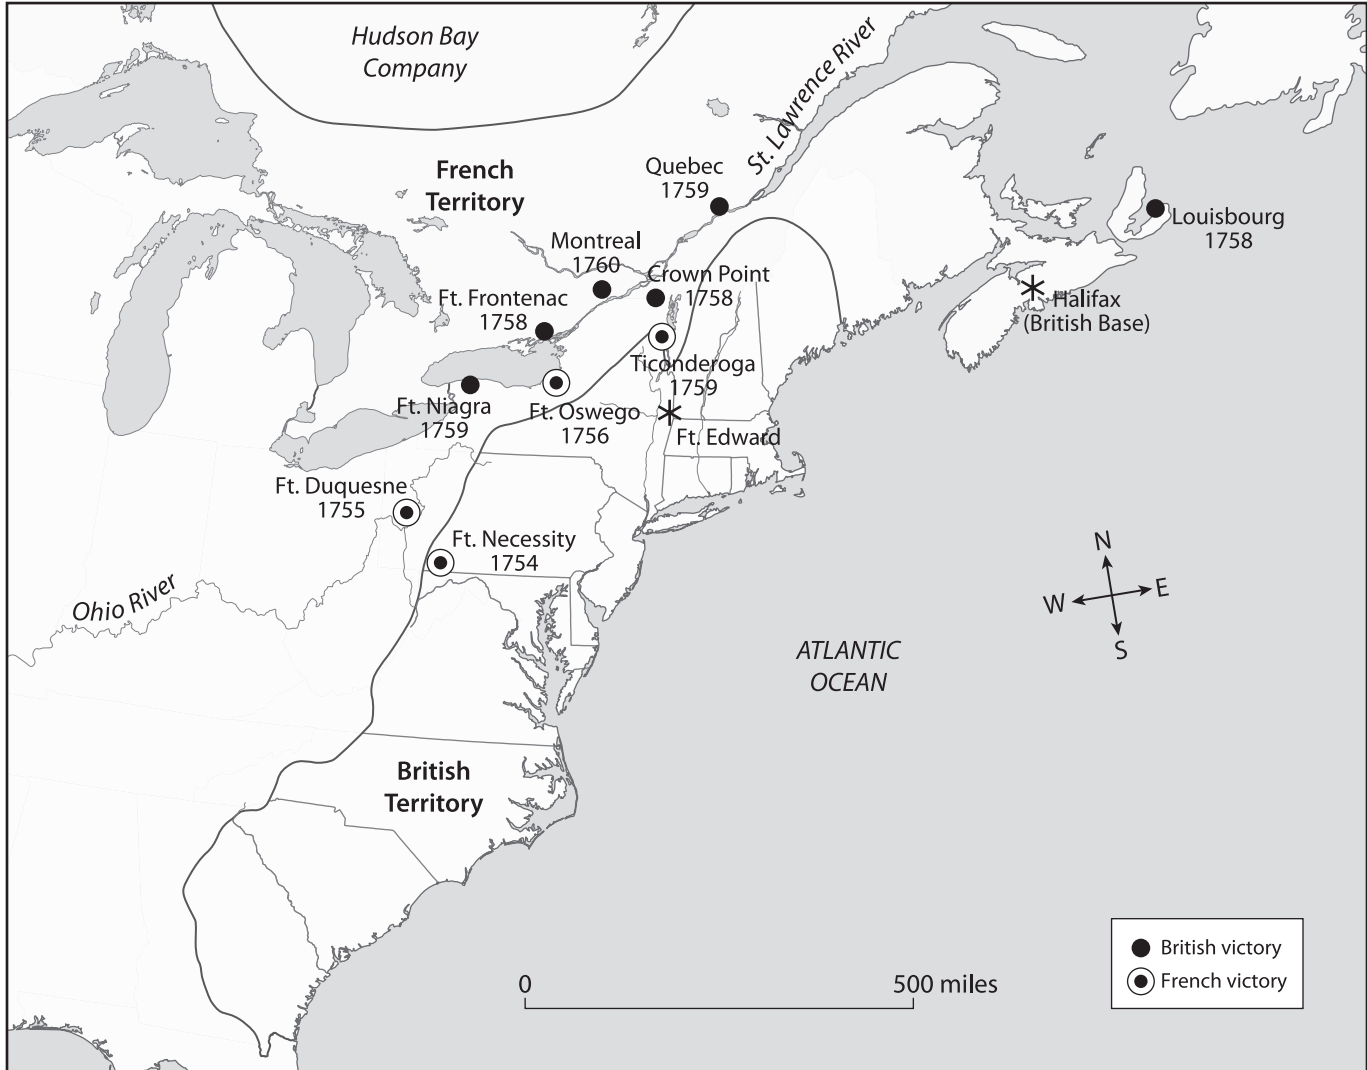 Hudson Bay
Company
St. Lawrence River
French
Territory
Quebec
1759
Louisbourg
1758
Montreal
1760
Crown Point
1758
Ft. Frontenac
1758
Halifax
(British Base)
Ticonderoga
1759
Ft. Niagra
1759
Ft. Oswego
1756
Ft. Edward
Ft. Duquesne
1755
Ft. Necessity
1754
Ohio River
N
W
E
S
ATLANTIC
OCEAN
British
Territory
0
500 miles
British victory
French victory